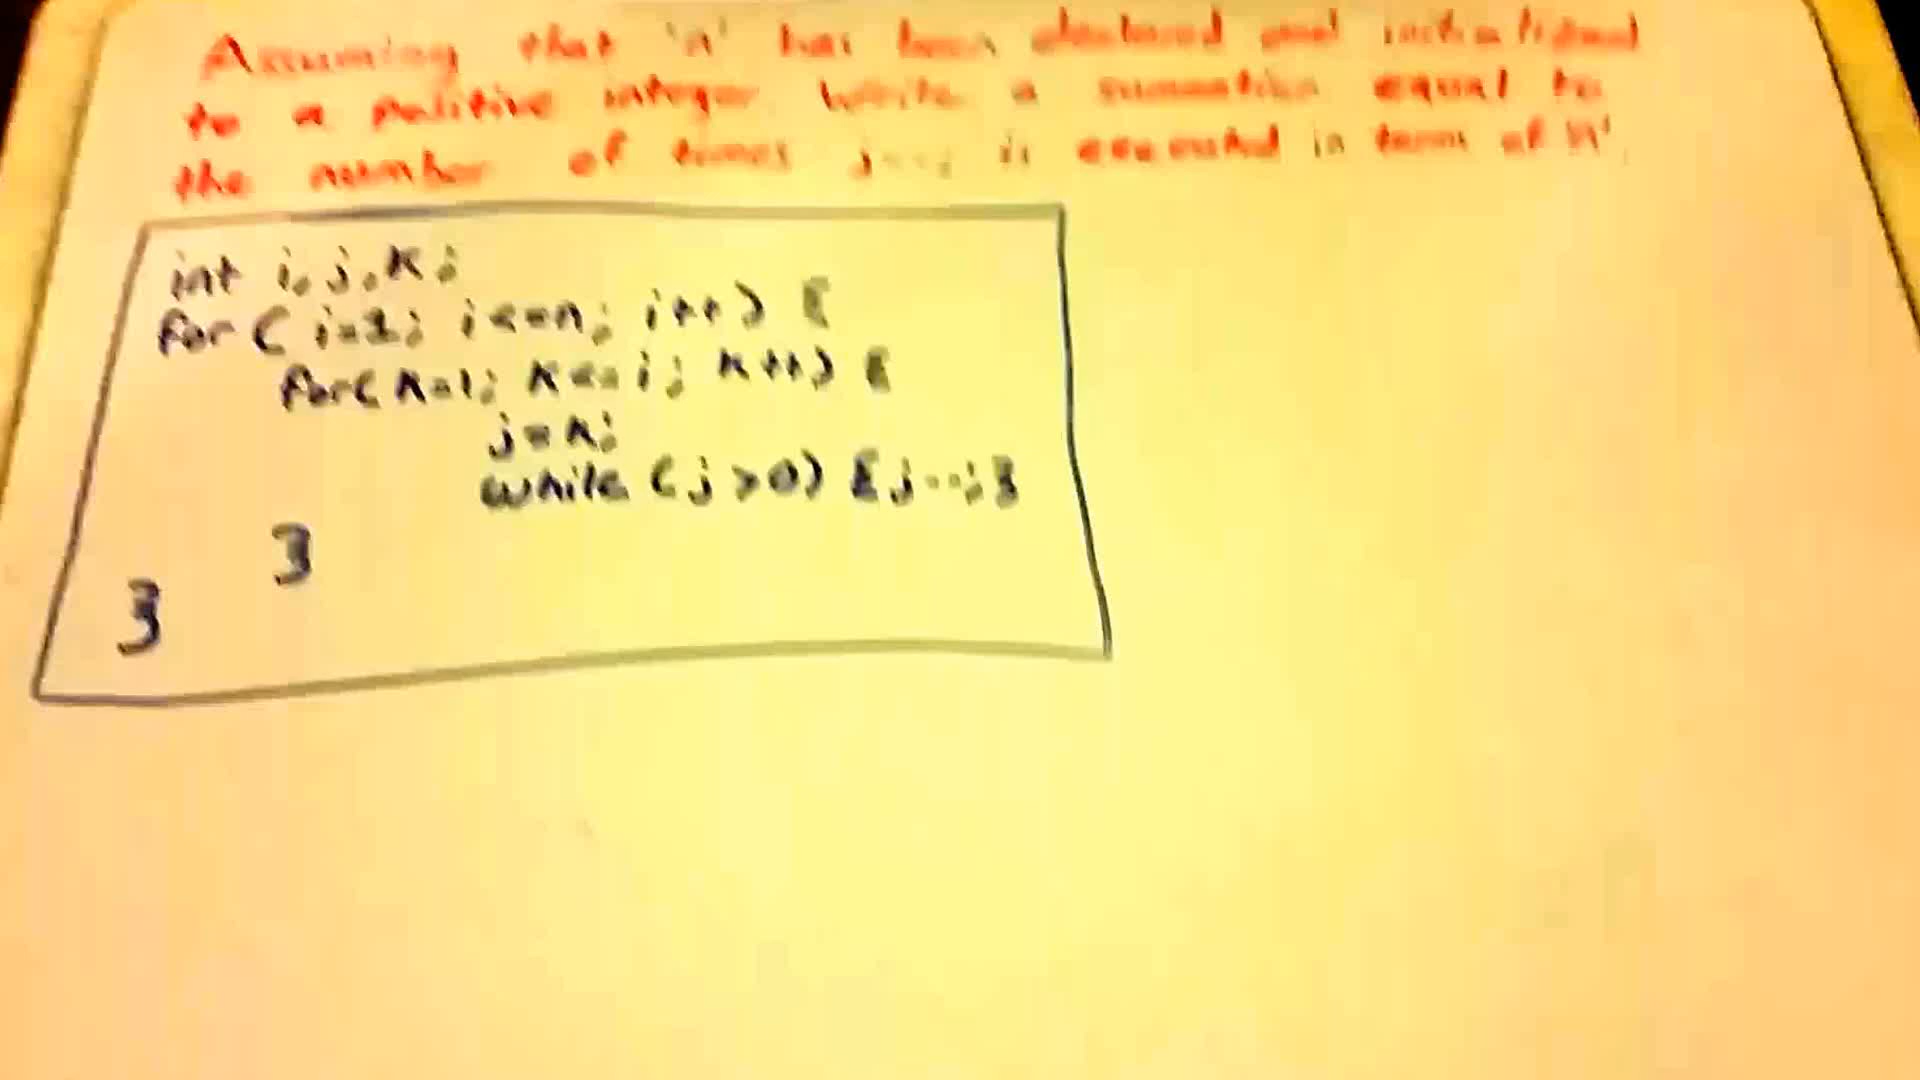 Assuming that 'n' has been declared and initialized
to a positive integer. Write a summation equal to
the number of times j--; is executed in term of 'n'.
int i, j, k;
for( i=1; i<=n; i++) {
for( k=1; k<=i; k++) {
j=k;
while (j>0) {j--;}
}
}